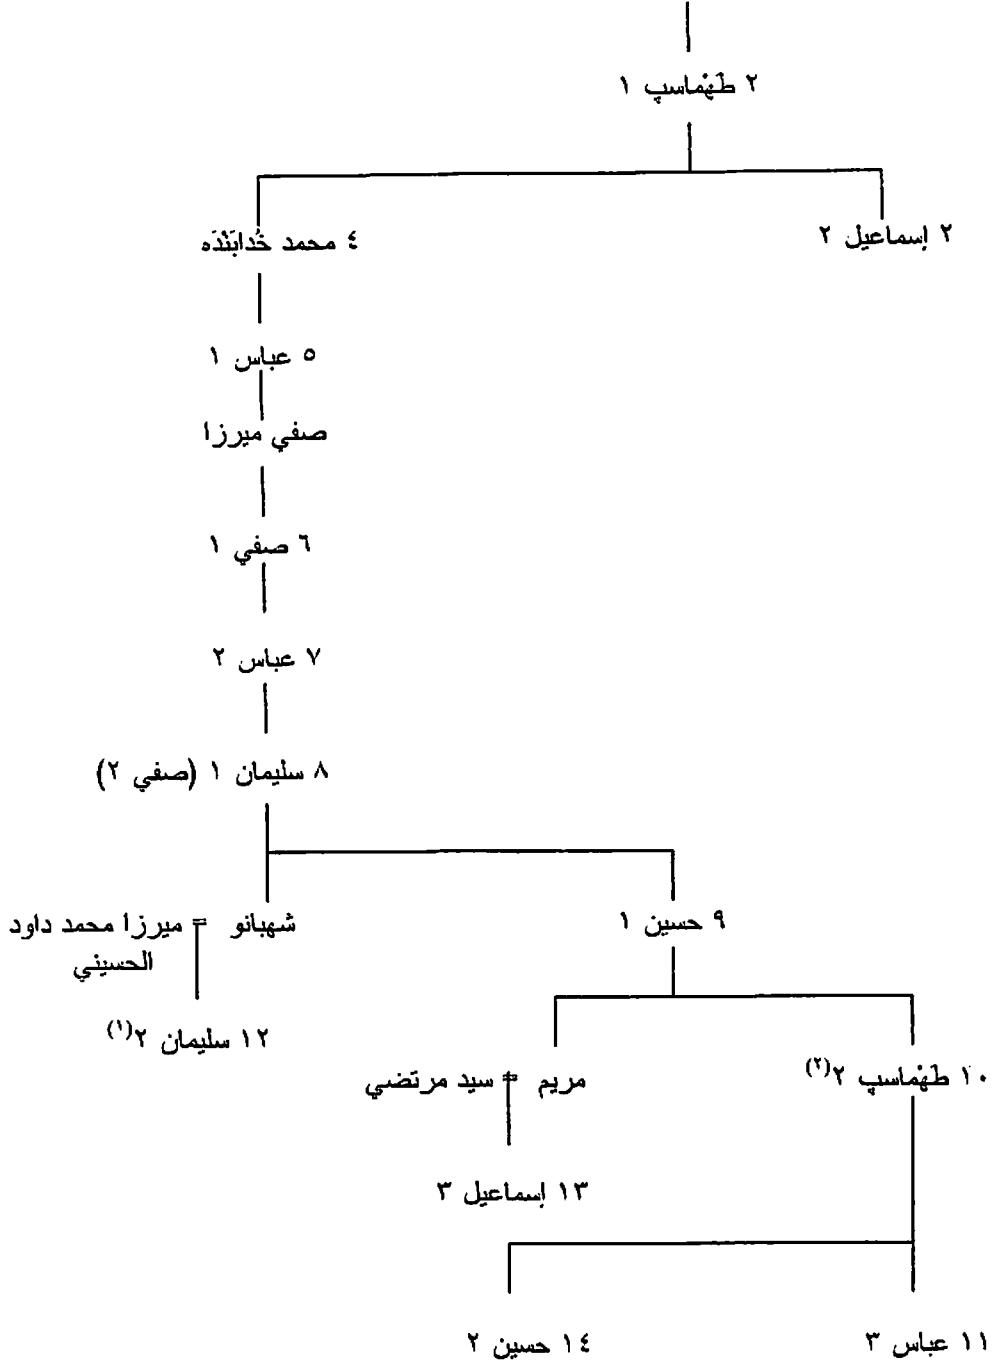 ٢ طَهْماسپ ١
٢ إسماعيل ٢
٤ محمد خُدابَنْدَه
٥ عباس ١
صفي ميرزا
٦ صفي ١
٧ عباس ٢
٨ سليمان ١ (صفي ٢)
٩ حسين ١
شهبانو = ميرزا محمد داود
الحسيني
١٢ سليمان ٢(١)
١٠ طَهْماسپ ٢(٢)
مريم = سيد مرتضي
١٣ إسماعيل ٣
١١ عباس ٣
١٤ حسين ٢